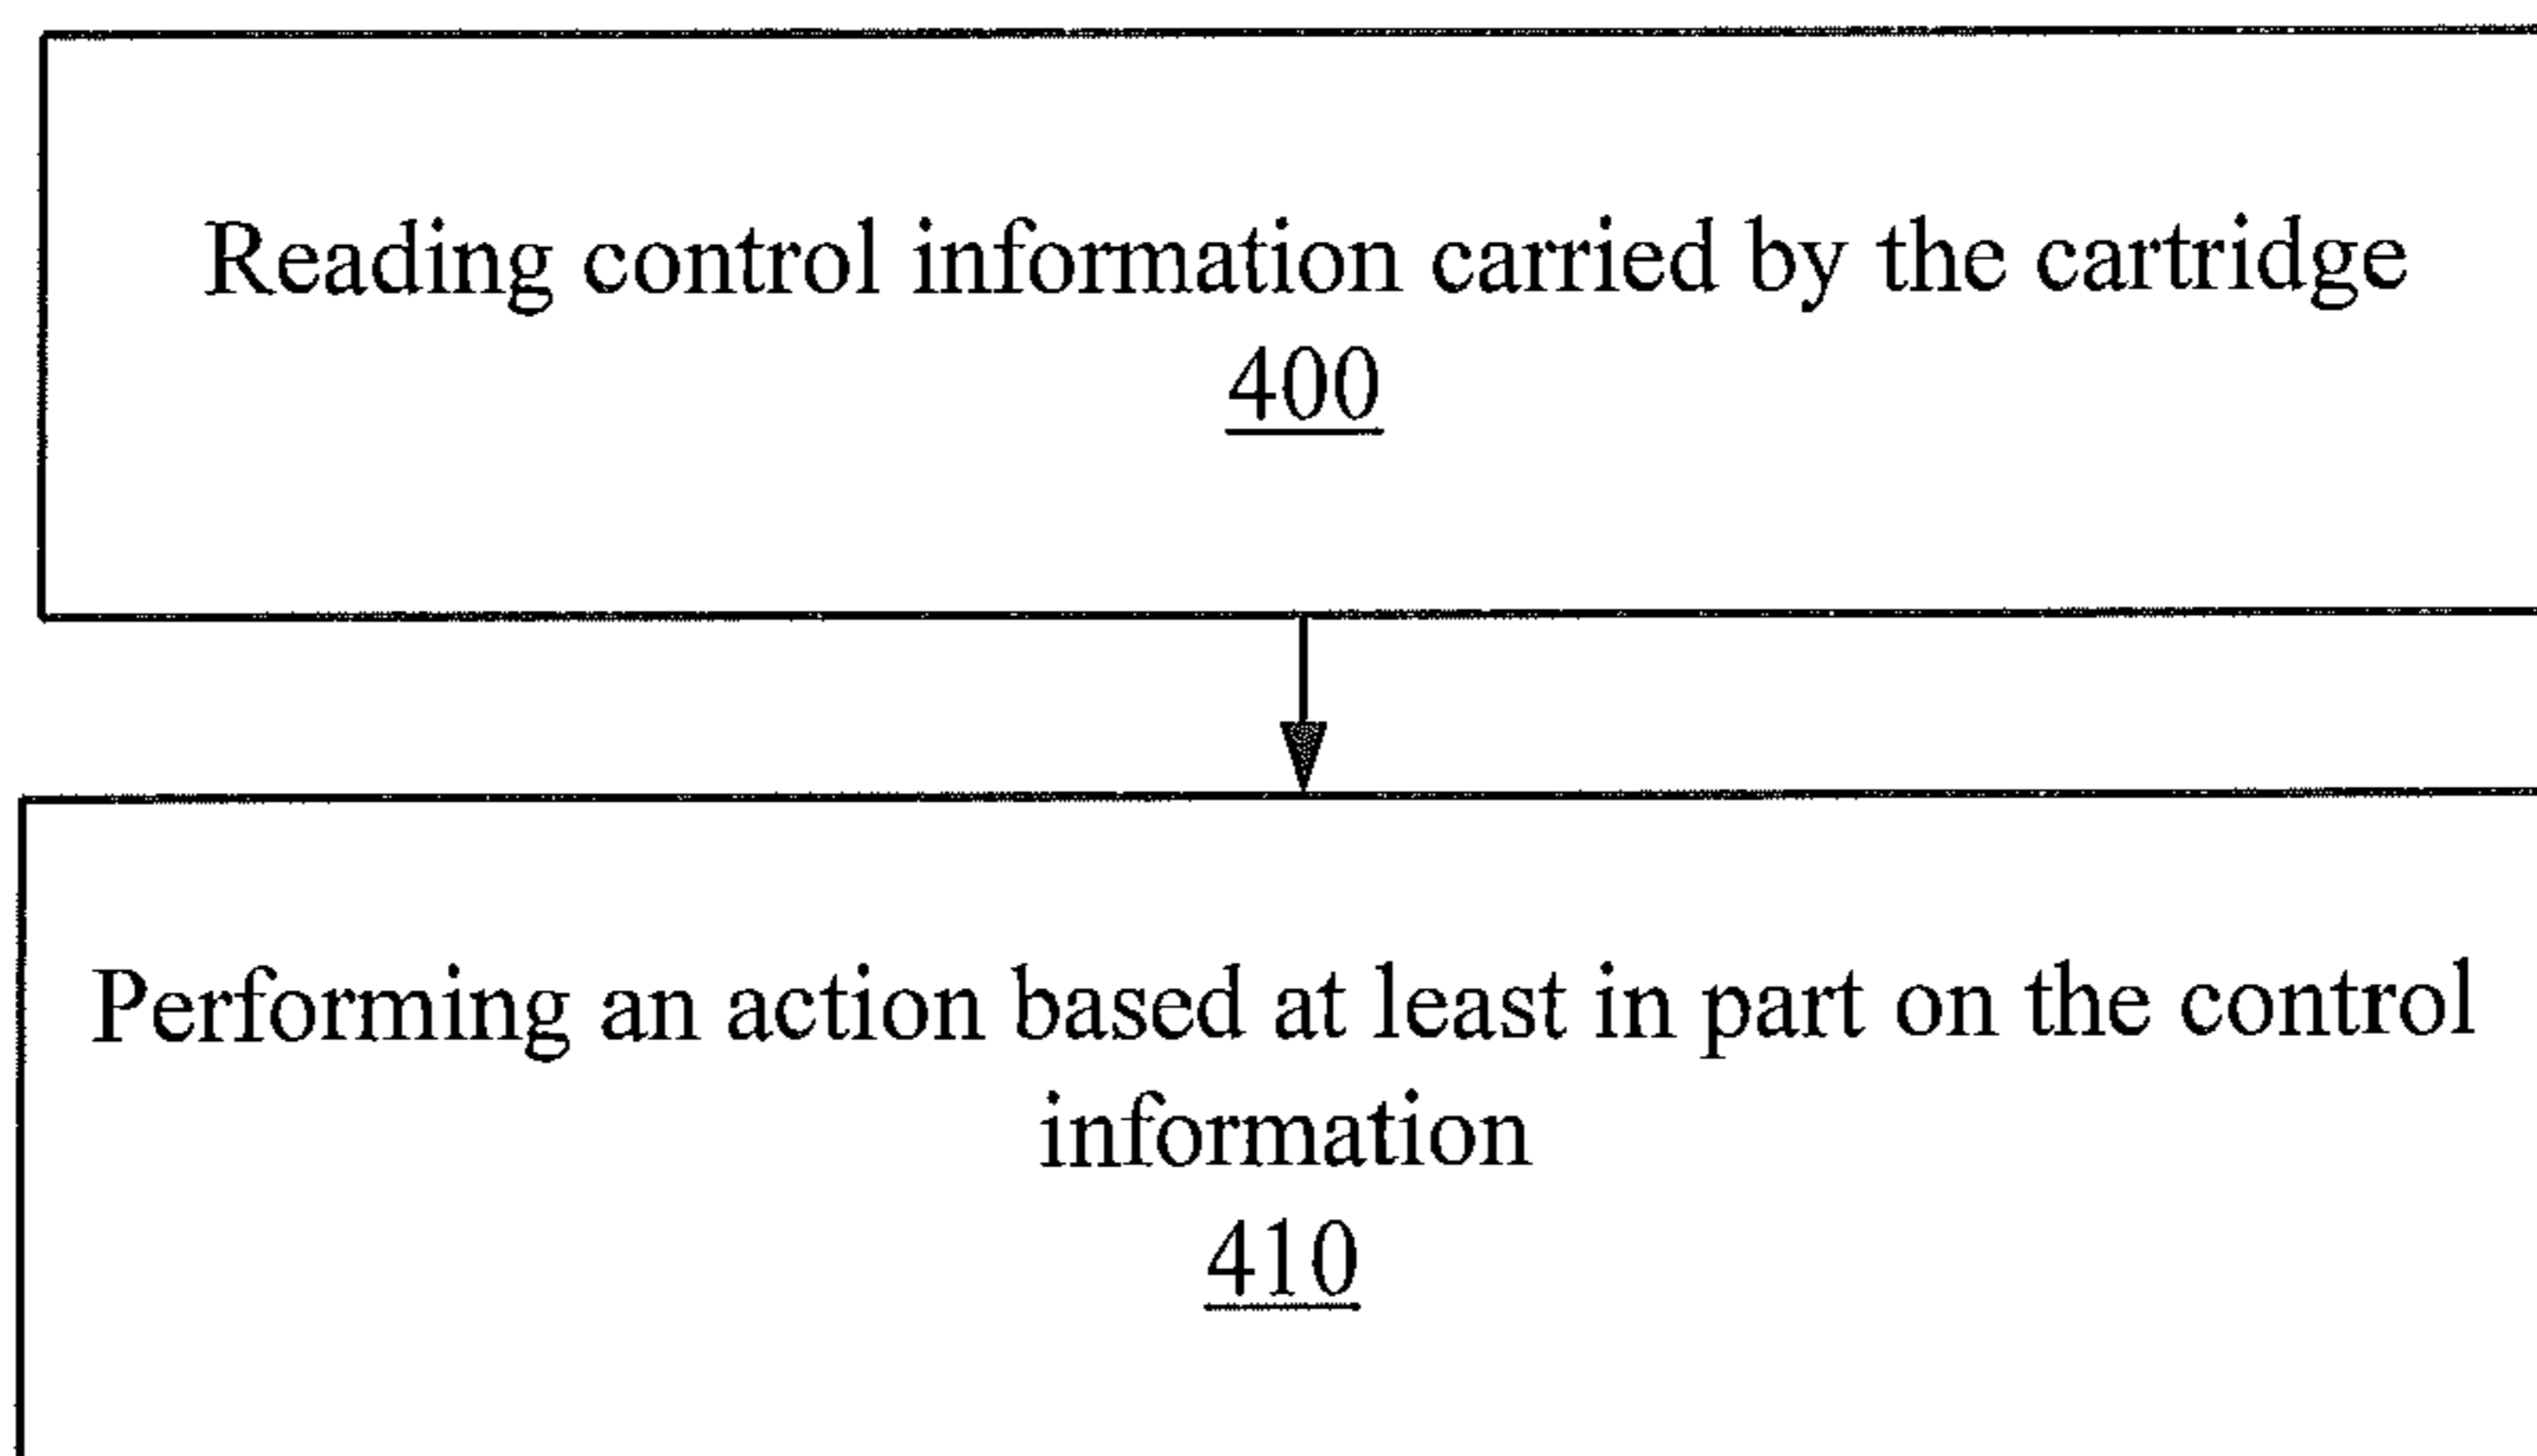 Reading control information carried by the cartridge
400
Performing an action based at least in part on the control
information
410